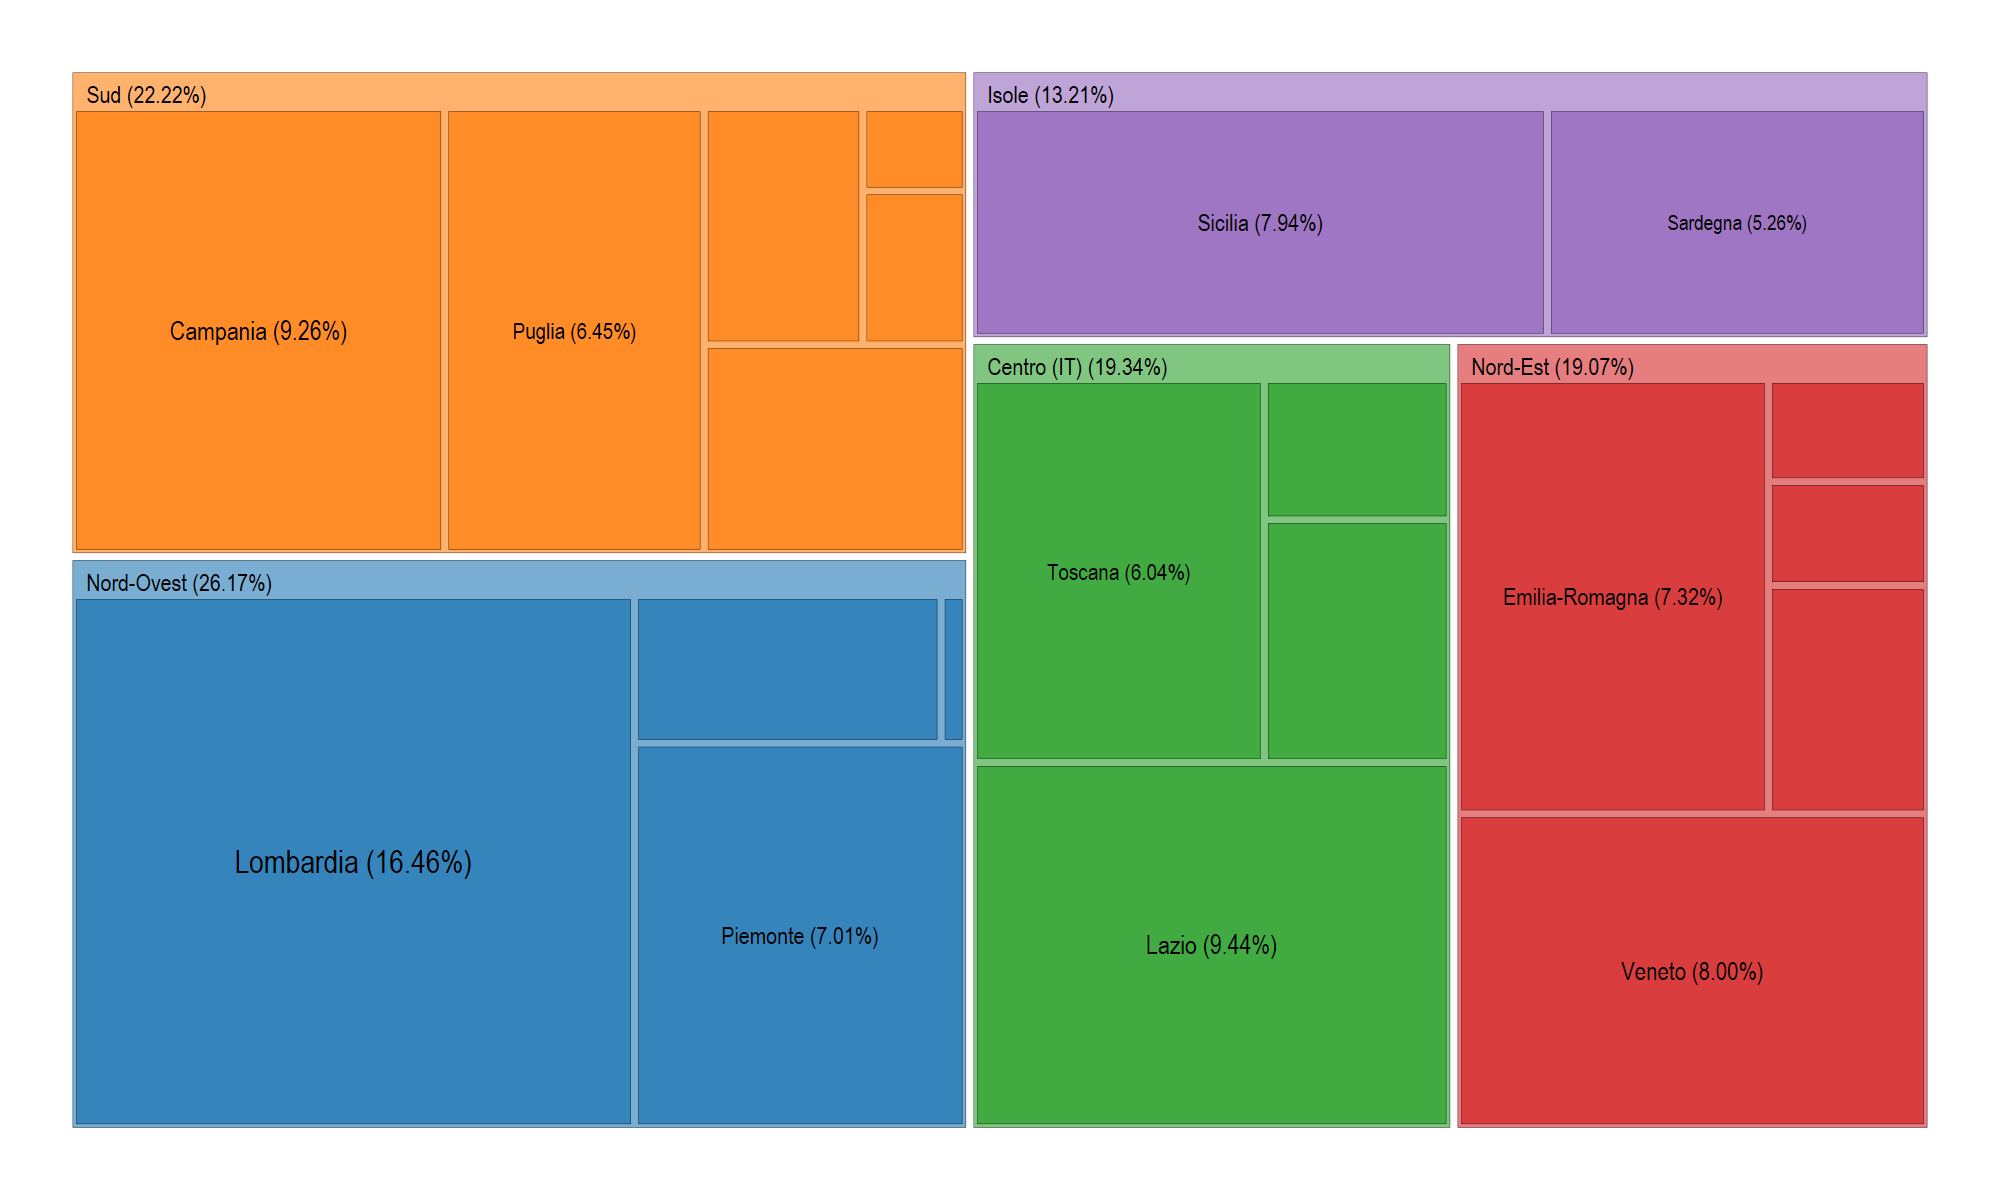 Sud (22.22%)
Campania (9.26%)
Puglia (6.45%)
Isole (13.21%)
Sicilia (7.94%)
Sardegna (5.26%)
Centro (IT) (19.34%)
Toscana (6.04%)
Lazio (9.44%)
Nord-Est (19.07%)
Emilia-Romagna (7.32%)
Veneto (8.00%)
Nord-Ovest (26.17%)
Lombardia (16.46%)
Piemonte (7.01%)